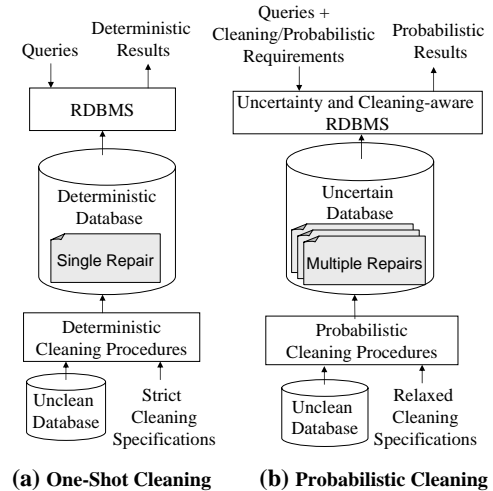 Queries
Deterministic
Results
RDBMS
Deterministic
Database
Single Repair
Deterministic
Cleaning Procedures
Unclean
Database
Strict
Cleaning
Specifications
(a) One-Shot Cleaning
Queries +
Cleaning/Probabilistic
Requirements
Probabilistic
Results
Uncertainty and Cleaning-aware
RDBMS
Uncertain
Database
Multiple Repairs
Probabilistic
Cleaning Procedures
Unclean
Database
Relaxed
Cleaning
Specifications
(b) Probabilistic Cleaning